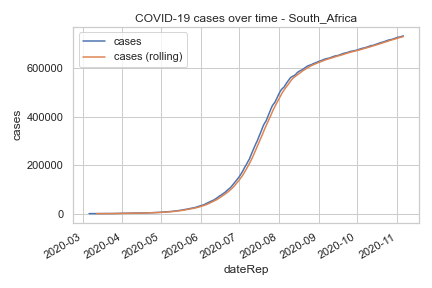 COVID-19 cases over time - South_Africa
cases
cases (rolling)
600000
400000
200000
0
cases
2020-03
2020-04
2020-05
2020-06
2020-07
2020-08
2020-09
2020-10
2020-11
dateRep